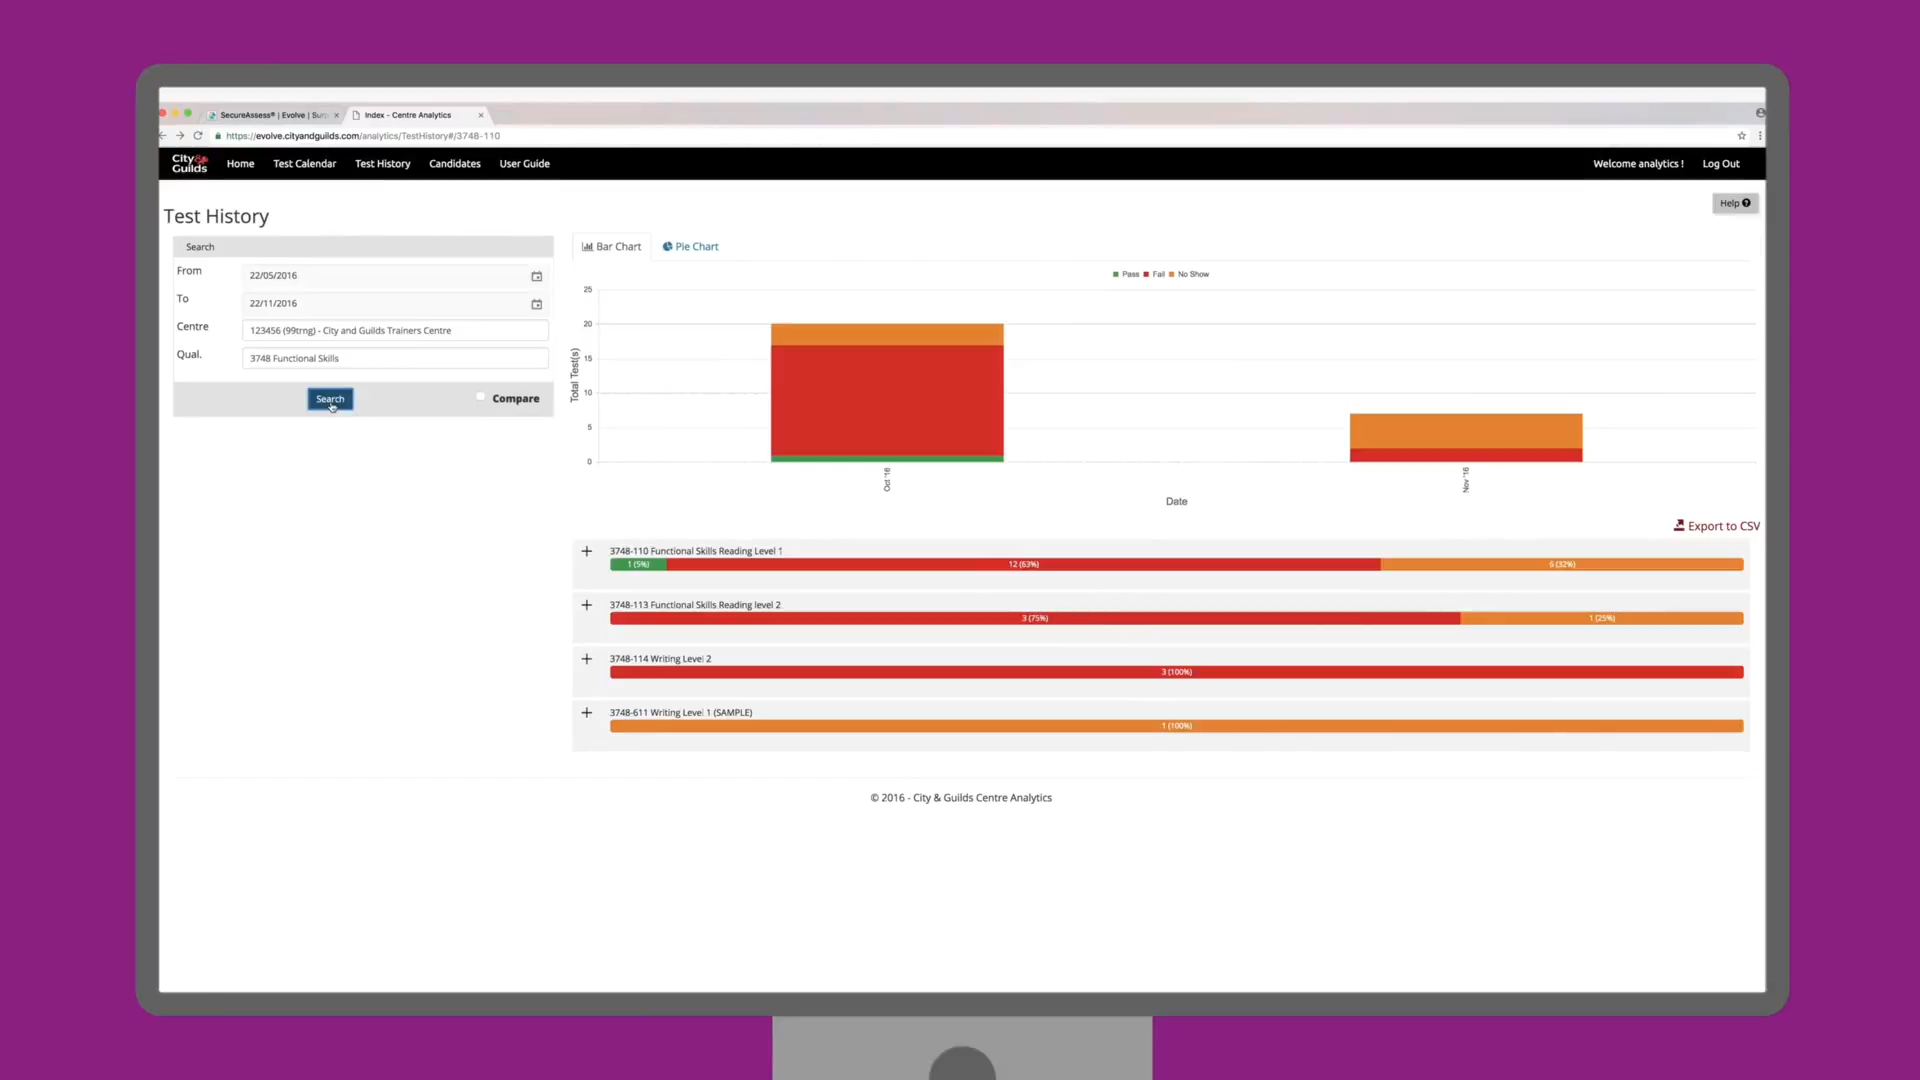 SecureAssess® | Evolve | Sur
Index - Centre Analytics
https://evolve.cityandguilds.com/analytics/TestHistory#/3748-110
City & Guilds
Home
Test Calendar
Test History
Candidates
User Guide
Welcome analytics !
Log Out
Help
Test History
Search
From
22/05/2016
To
22/11/2016
Centre
123456 (99trng) - City and Guilds Trainers Centre
Qual.
3748 Functional Skills
Search
Compare
Bar Chart
Pie Chart
Pass
Fail
No Show
25
20
15
10
5
0
Total Test(s)
Oct '16
Nov '16
Date
Export to CSV
3748-110 Functional Skills Reading Level 1
1 (5%)
12 (63%)
6 (32%)
3748-113 Functional Skills Reading level 2
3 (75%)
1 (25%)
3748-114 Writing Level 2
3 (100%)
3748-611 Writing Level 1 (SAMPLE)
1 (100%)
© 2016 - City & Guilds Centre Analytics